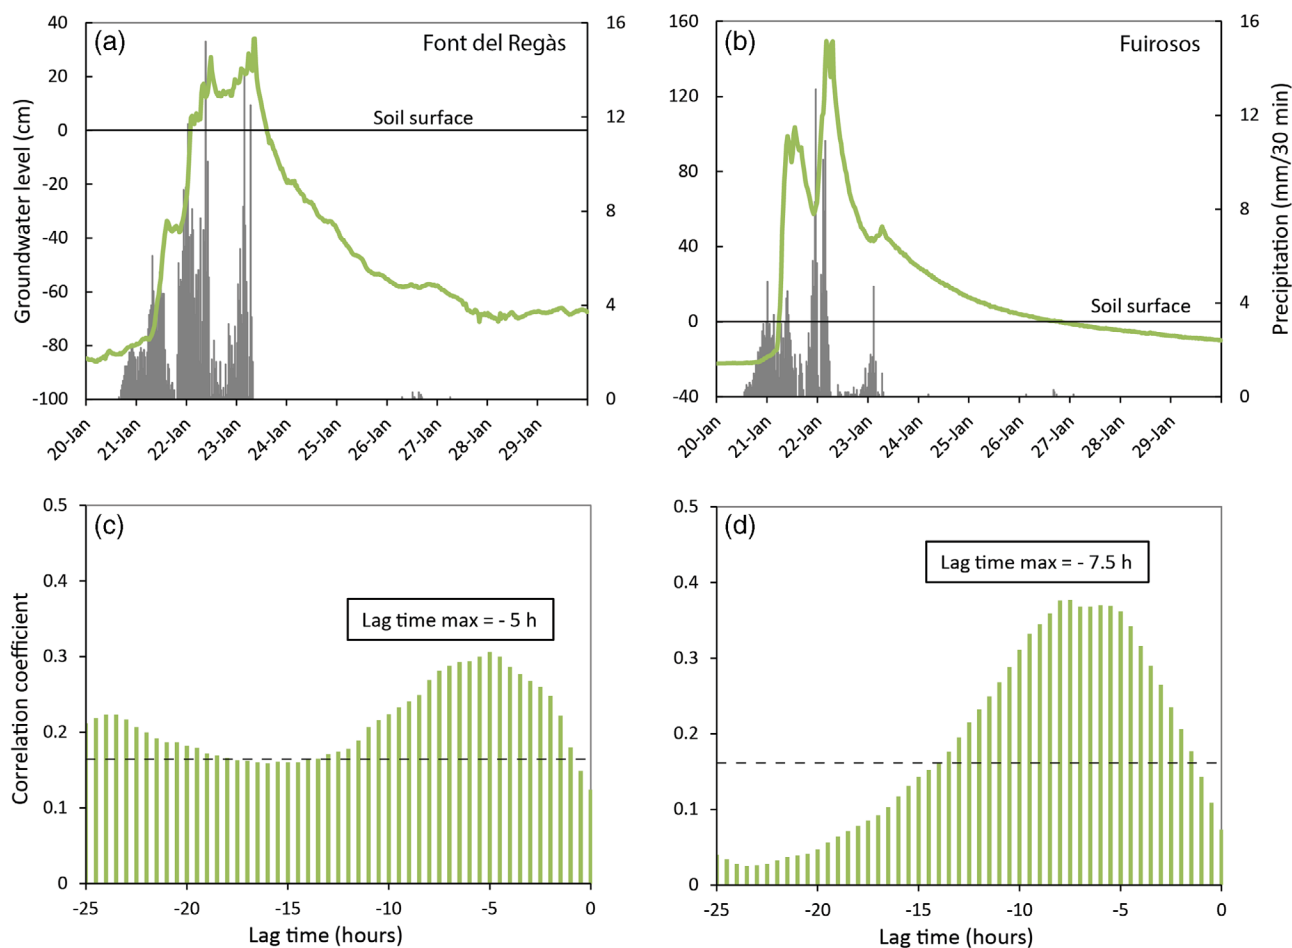 (a)
Font del Regàs
Soil surface
Groundwater level (cm)
40
20
0
-20
-40
-60
-80
-100
16
12
8
4
0
20-Jan
21-Jan
22-Jan
23-Jan
24-Jan
25-Jan
26-Jan
27-Jan
28-Jan
29-Jan
(b)
Fuirosos
Soil surface
160
120
80
40
0
-40
16
12
8
4
0
Precipitation (mm/30 min)
20-Jan
21-Jan
22-Jan
23-Jan
24-Jan
25-Jan
26-Jan
27-Jan
28-Jan
29-Jan
(c)
Lag time max = - 5 h
Correlation coefficient
0.5
0.4
0.3
0.2
0.1
0
-25
-20
-15
-10
-5
0
Lag time (hours)
(d)
Lag time max = - 7.5 h
0.5
0.4
0.3
0.2
0.1
0
-25
-20
-15
-10
-5
0
Lag time (hours)